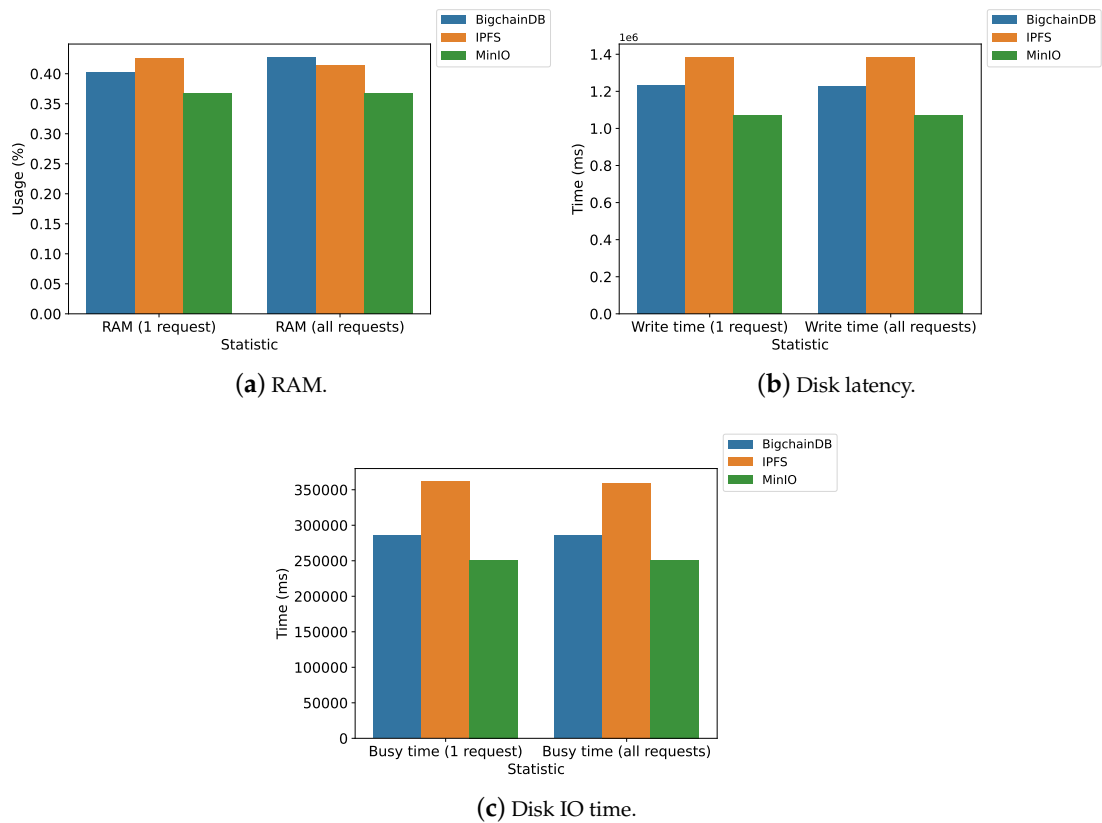 BigchainDB
IPFS
MinIO
0.40
0.35
0.30
0.25
0.20
0.15
0.10
0.05
0.00
Usage (%)
RAM (1 request)
RAM (all requests)
Statistic
(a) RAM.
1e6
BigchainDB
IPFS
MinIO
1.4
1.2
1.0
0.8
0.6
0.4
0.2
0.0
Time (ms)
Write time (1 request)
Write time (all requests)
Statistic
(b) Disk latency.
BigchainDB
IPFS
MinIO
350000
300000
250000
200000
150000
100000
50000
0
Time (ms)
Busy time (1 request)
Busy time (all requests)
Statistic
(c) Disk IO time.